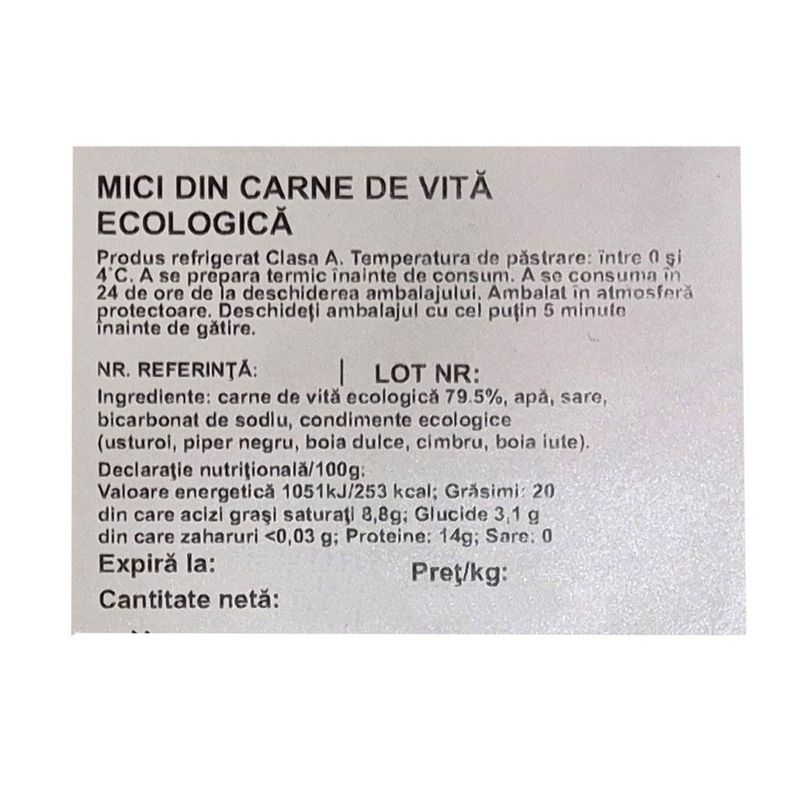 MICI DIN CARNE DE VITĂ
ECOLOGICĂ
Produs refrigerat Clasa A. Temperatura de păstrare: între 0 şi
4°C. A se prepara termic înainte de consum. A se consuma în
24 de ore de la deschiderea ambalajului. Ambalat în atmosferă
protectoare. Deschideţi ambalajul cu cel puţin 5 minute
înainte de gătire.
NR. REFERINŢĂ: | LOT NR:
Ingrediente: carne de vită ecologică 79.5%, apă, sare,
bicarbonat de sodiu, condimente ecologice
(usturoi, piper negru, boia dulce, cimbru, boia iute).
Declaraţie nutriţională/100g:
Valoare energetică 1051kJ/253 kcal; Grăsimi: 20
din care acizi graşi saturaţi 8,8g; Glucide 3,1 g
din care zaharuri <0,03 g; Proteine: 14g; Sare: 0
Expiră la: Preţ/kg:
Cantitate netă: